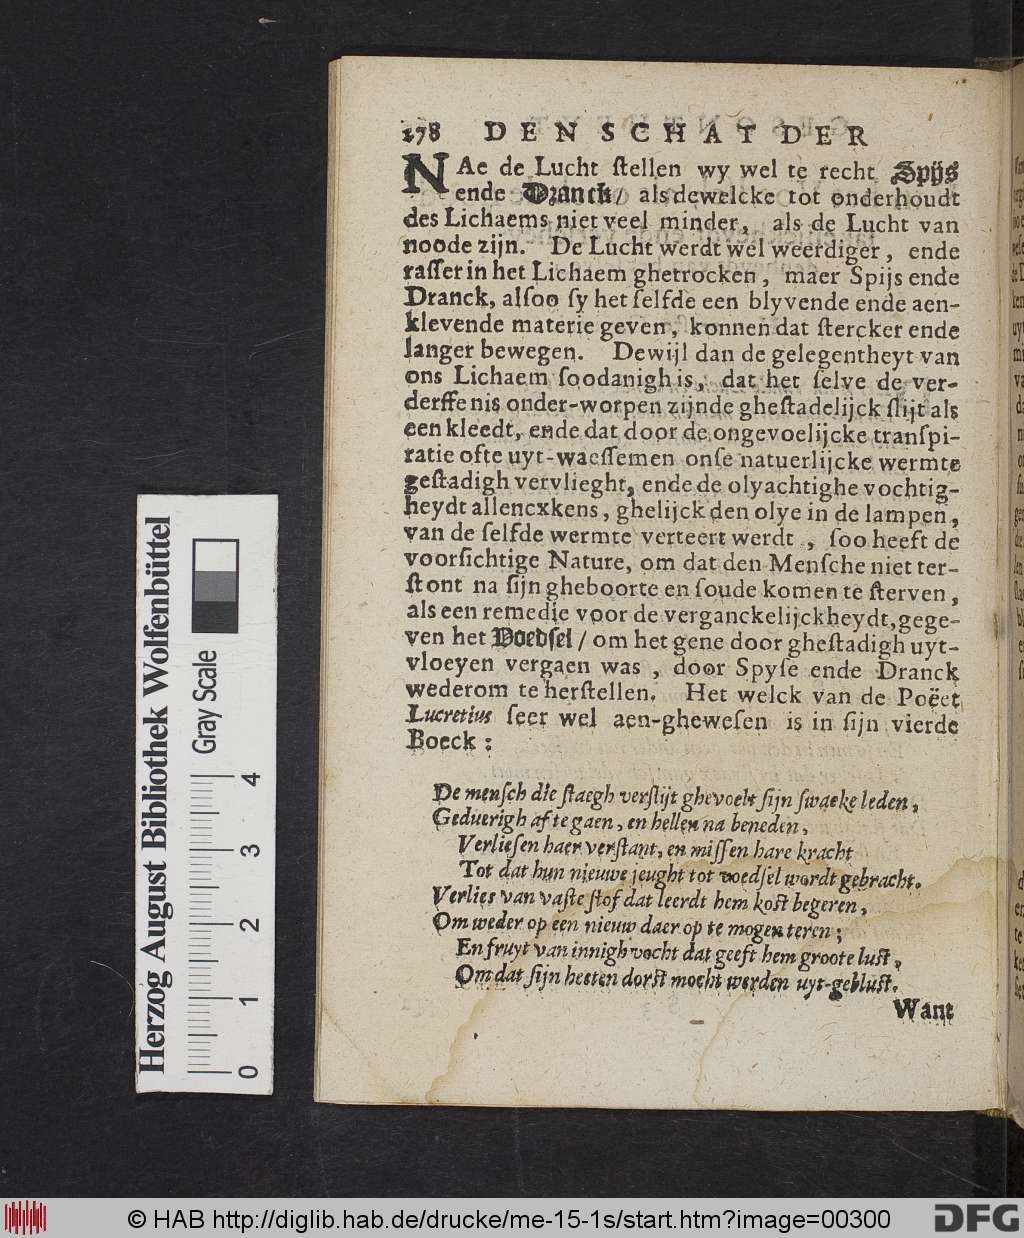 178 DEN SCHAT DER
NAe de Lucht ſtellen wy wel te recht Spijs
ende Dranck / als dewelcke tot onderhoudt
des Lichaems niet veel minder, als de Lucht van
noode zijn. De Lucht werdt wel weerdiger, ende
raſſer in het Lichaem ghetrocken, maer Spijs ende
Dranck, alſoo ſy het ſelfde een blyvende ende aen-
klevende materie geven, konnen dat ſtercker ende
langer bewegen. Dewijl dan de gelegentheyt van
ons Lichaem ſoodanigh is, dat het ſelve de ver-
derffenis onder-worpen zijnde gheſtadelijck ſlijt als
een kleedt, ende dat door de ongevoelijcke tranſpi-
ratie ofte uyt-waeſſemen onſe natuerlijcke wermte
geſtadigh vervlieght, ende de olyachtighe vochtig-
heydt allencxkens, ghelijck den olye in de lampen,
van de ſelfde wermte verteert werdt, ſoo heeft de
voorſichtige Nature, om dat den Menſche niet ter-
ſtont na ſijn gheboorte en ſoude komen te ſterven,
als een remedie voor de verganckelijckheydt, gege-
ven het Voedſel / om het gene door gheſtadigh uyt-
vloeyen vergaen was, door Spyſe ende Dranck
wederom te herſtellen. Het welck van de Poëet
Lucretius ſeer wel aen-gheweſen is in ſijn vierde
Boeck:
De menſch die ſtaegh verſlijt ghevoelt ſijn ſwacke leden,
Geduerigh af te gaen, en hellen na beneden,
Verlieſen haer verſtant, en miſſen hare kracht
Tot dat hun nieuwe jeught tot voedſel wordt gebracht.
Verlies van vaſte ſtof dat leerdt hem koſt begeren,
Om weder op een nieuw daer op te mogen teren;
En fruyt van innigh vocht dat geeft hem groote luſt,
Om dat ſijn heeten dorſt mocht werden uyt-gebluſt.
Want
Herzog August Bibliothek Wolfenbüttel
Gray Scale
0 1 2 3 4
© HAB http://diglib.hab.de/drucke/me-15-1s/start.htm?image=00300
DFG